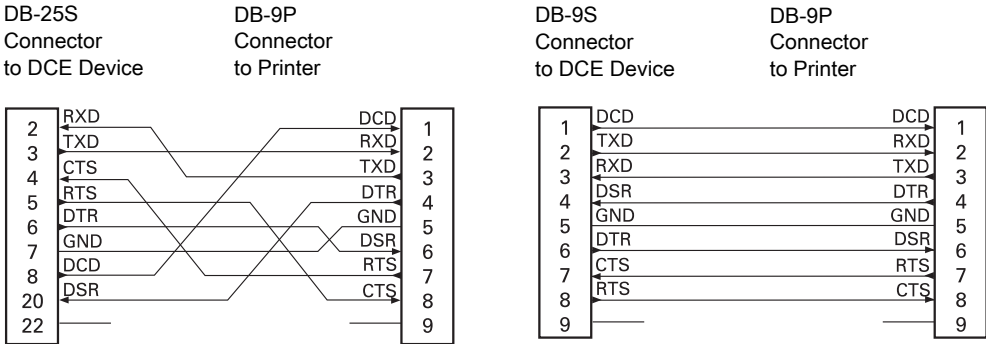 DB-25S
Connector
to DCE Device
DB-9P
Connector
to Printer
2
3
4
5
6
7
8
20
22
RXD
TXD
CTS
RTS
DTR
GND
DCD
DSR
DCD
RXD
TXD
DTR
GND
DSR
RTS
CTS
1
2
3
4
5
6
7
8
9
DB-9S
Connector
to DCE Device
DB-9P
Connector
to Printer
1
2
3
4
5
6
7
8
9
DCD
TXD
RXD
DSR
GND
DTR
CTS
RTS
DCD
RXD
TXD
DTR
GND
DSR
RTS
CTS
1
2
3
4
5
6
7
8
9